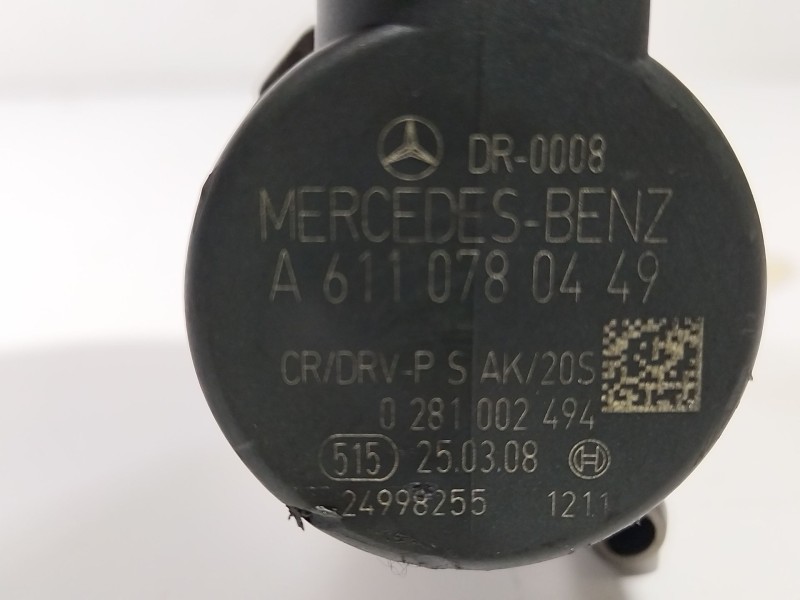 DR-0008
MERCEDES-BENZ
A 611 078 04 49
CR/DRV-P S AK/20S
0 281 002 494
515 25.03.08
24998255 1211